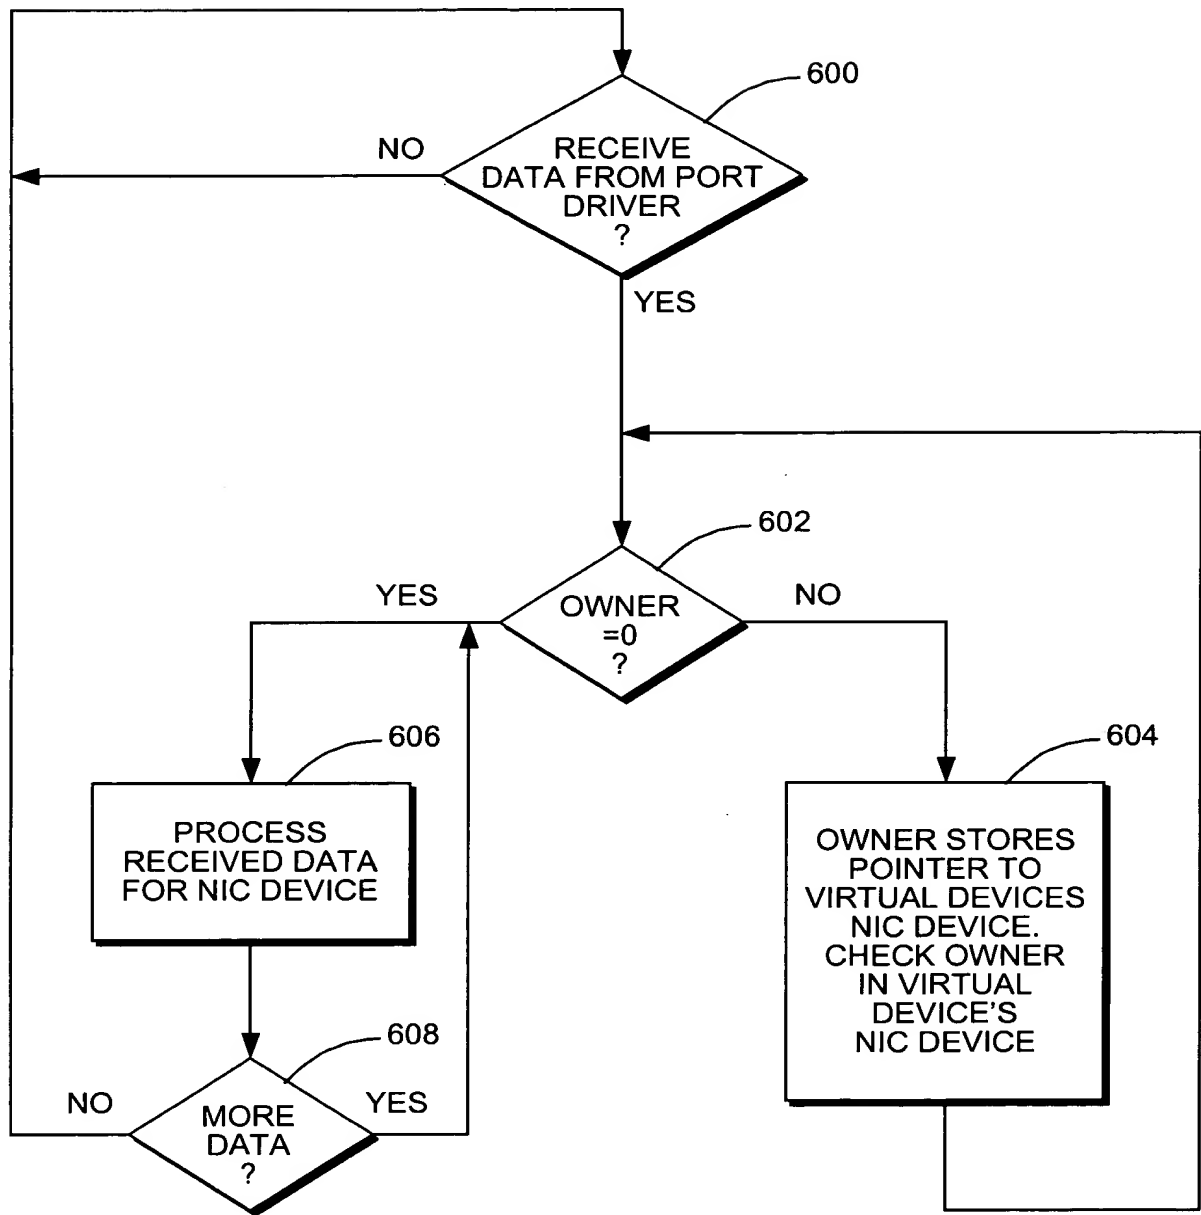 600
RECEIVE
DATA FROM PORT
DRIVER
?
NO
YES
602
OWNER
=0
?
YES
NO
606
PROCESS
RECEIVED DATA
FOR NIC DEVICE
604
OWNER STORES
POINTER TO
VIRTUAL DEVICES
NIC DEVICE.
CHECK OWNER
IN VIRTUAL
DEVICE'S
NIC DEVICE
608
MORE
DATA
?
NO
YES